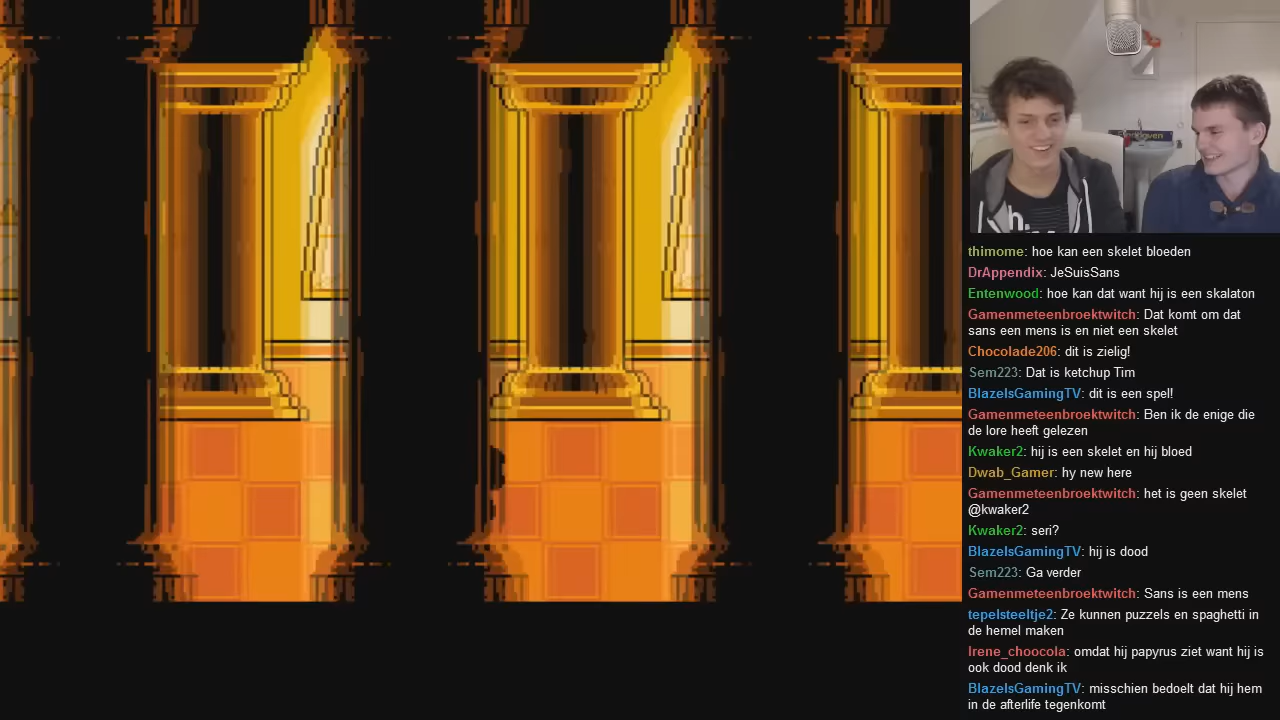 thimome: hoe kan een skelet bloeden
DrAppendix: JeSuisSans
Entenwood: hoe kan dat want hij is een skalaton
Gamenmeteenbroektwitch: Dat komt om dat
sans een mens is en niet een skelet
Chocolade206: dit is zielig!
Sem223: Dat is ketchup Tim
BlazeIsGamingTV: dit is een spel!
Gamenmeteenbroektwitch: Ben ik de enige die
de lore heeft gelezen
Kwaker2: hij is een skelet en hij bloed
Dwab_Gamer: hy new here
Gamenmeteenbroektwitch: het is geen skelet
@kwaker2
Kwaker2: seri?
BlazeIsGamingTV: hij is dood
Sem223: Ga verder
Gamenmeteenbroektwitch: Sans is een mens
tepelsteeltje2: Ze kunnen puzzels en spaghetti in
de hemel maken
Irene_choocola: omdat hij papyrus ziet want hij is
ook dood denk ik
BlazeIsGamingTV: misschien bedoelt dat hij hem
in de afterlife tegenkomt